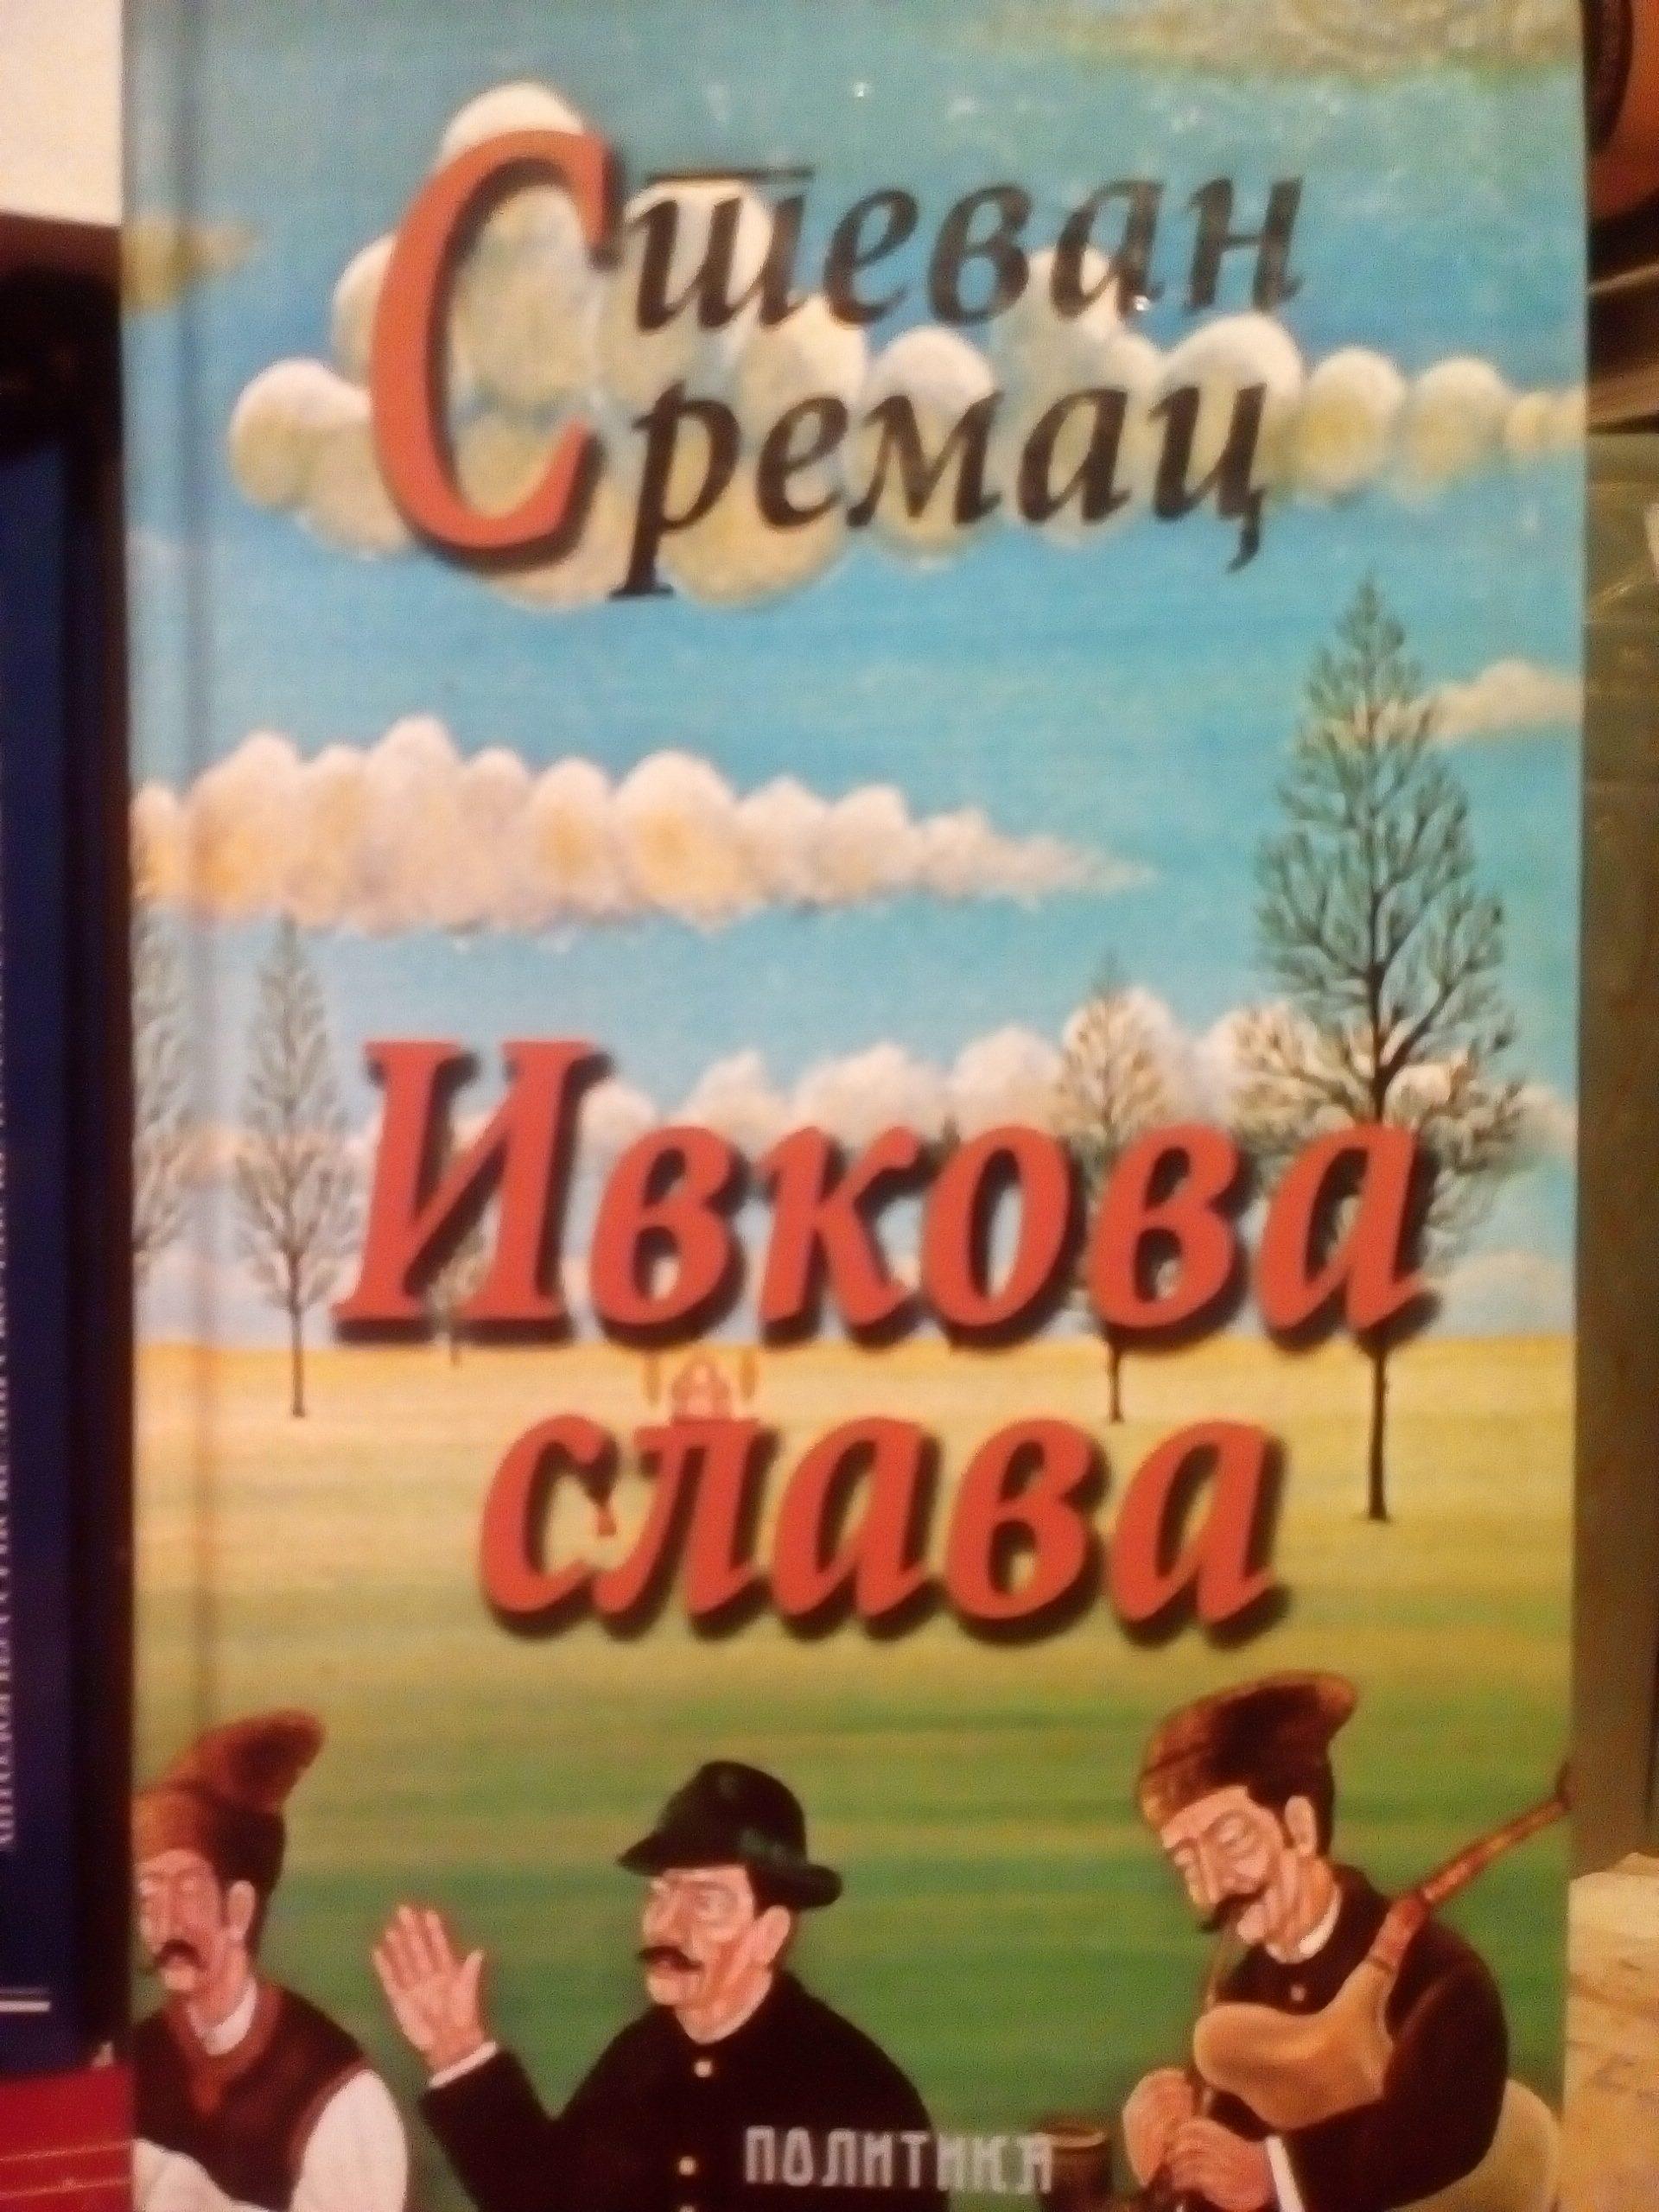 Стеван
Сремац
Ивкова
слава
ПОЛИТИКА